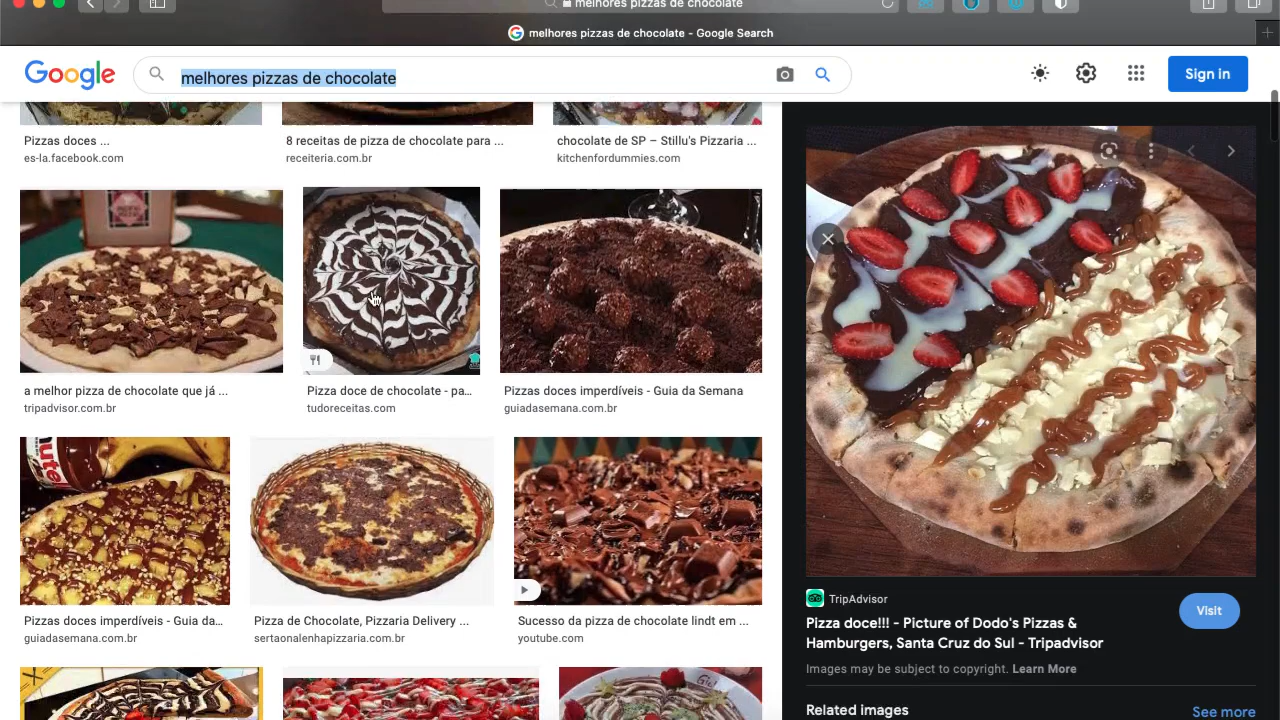 melhores pizzas de chocolate
melhores pizzas de chocolate - Google Search
Google
melhores pizzas de chocolate
Sign in
Pizzas doces ...
es-la.facebook.com
8 receitas de pizza de chocolate para ...
receiteria.com.br
chocolate de SP – Stillu's Pizzaria ...
kitchenfordummies.com
a melhor pizza de chocolate que já ...
tripadvisor.com.br
Pizza doce de chocolate - pa...
tudoreceitas.com
Pizzas doces imperdíveis - Guia da Semana
guiadasemana.com.br
Pizzas doces imperdíveis - Guia da...
guiadasemana.com.br
Pizza de Chocolate, Pizzaria Delivery ...
sertaonalenhapizzaria.com.br
Sucesso da pizza de chocolate lindt em ...
youtube.com
TripAdvisor
Pizza doce!!! - Picture of Dodo's Pizzas &
Hamburgers, Santa Cruz do Sul - Tripadvisor
Visit
Images may be subject to copyright. Learn More
Related images
See more